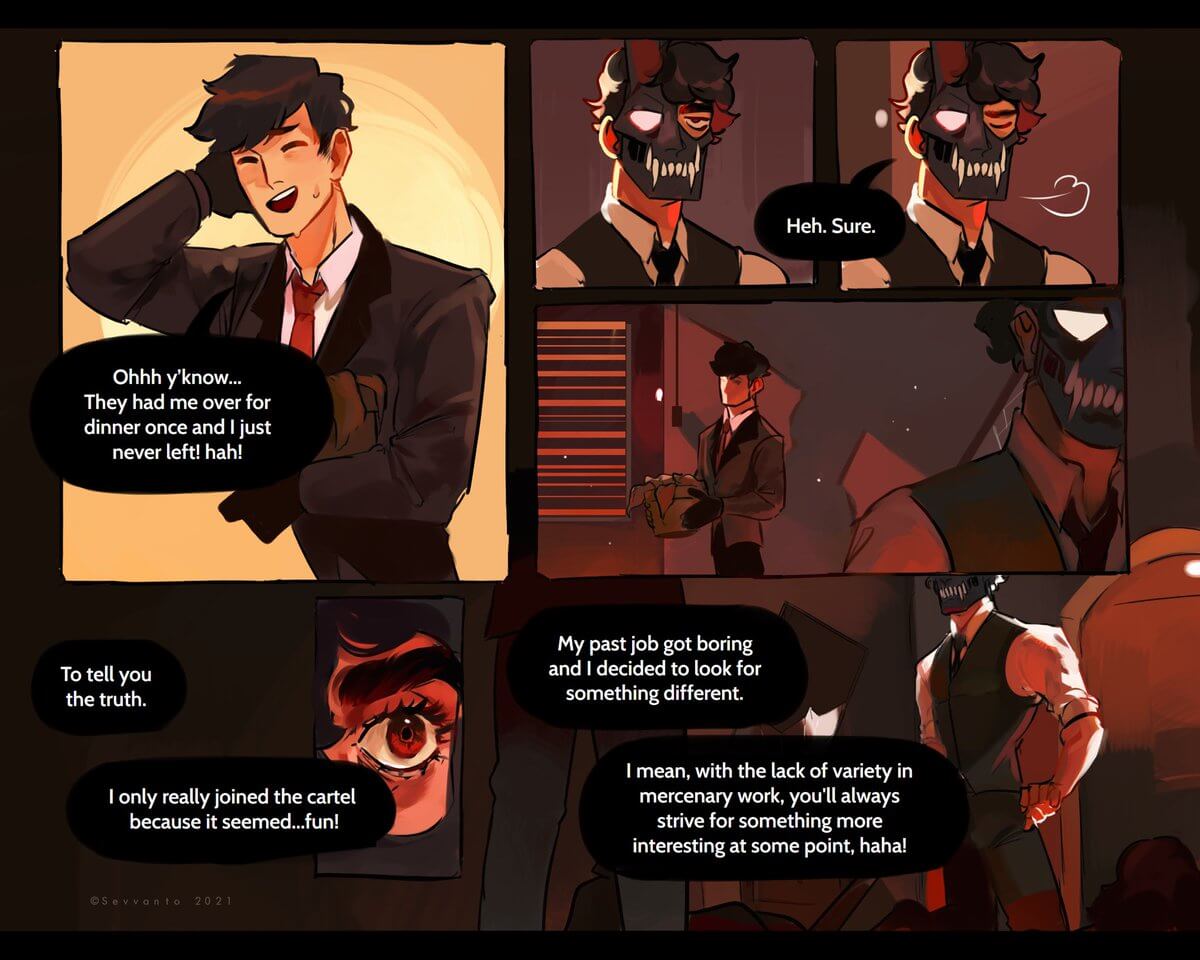 Ohhh y'know...
They had me over for
dinner once and I just
never left! hah!
Heh. Sure.
To tell you
the truth.
I only really joined the cartel
because it seemed...fun!
My past job got boring
and I decided to look for
something different.
I mean, with the lack of variety in
mercenary work, you'll always
strive for something more
interesting at some point, haha!
©Sevvanto 2021